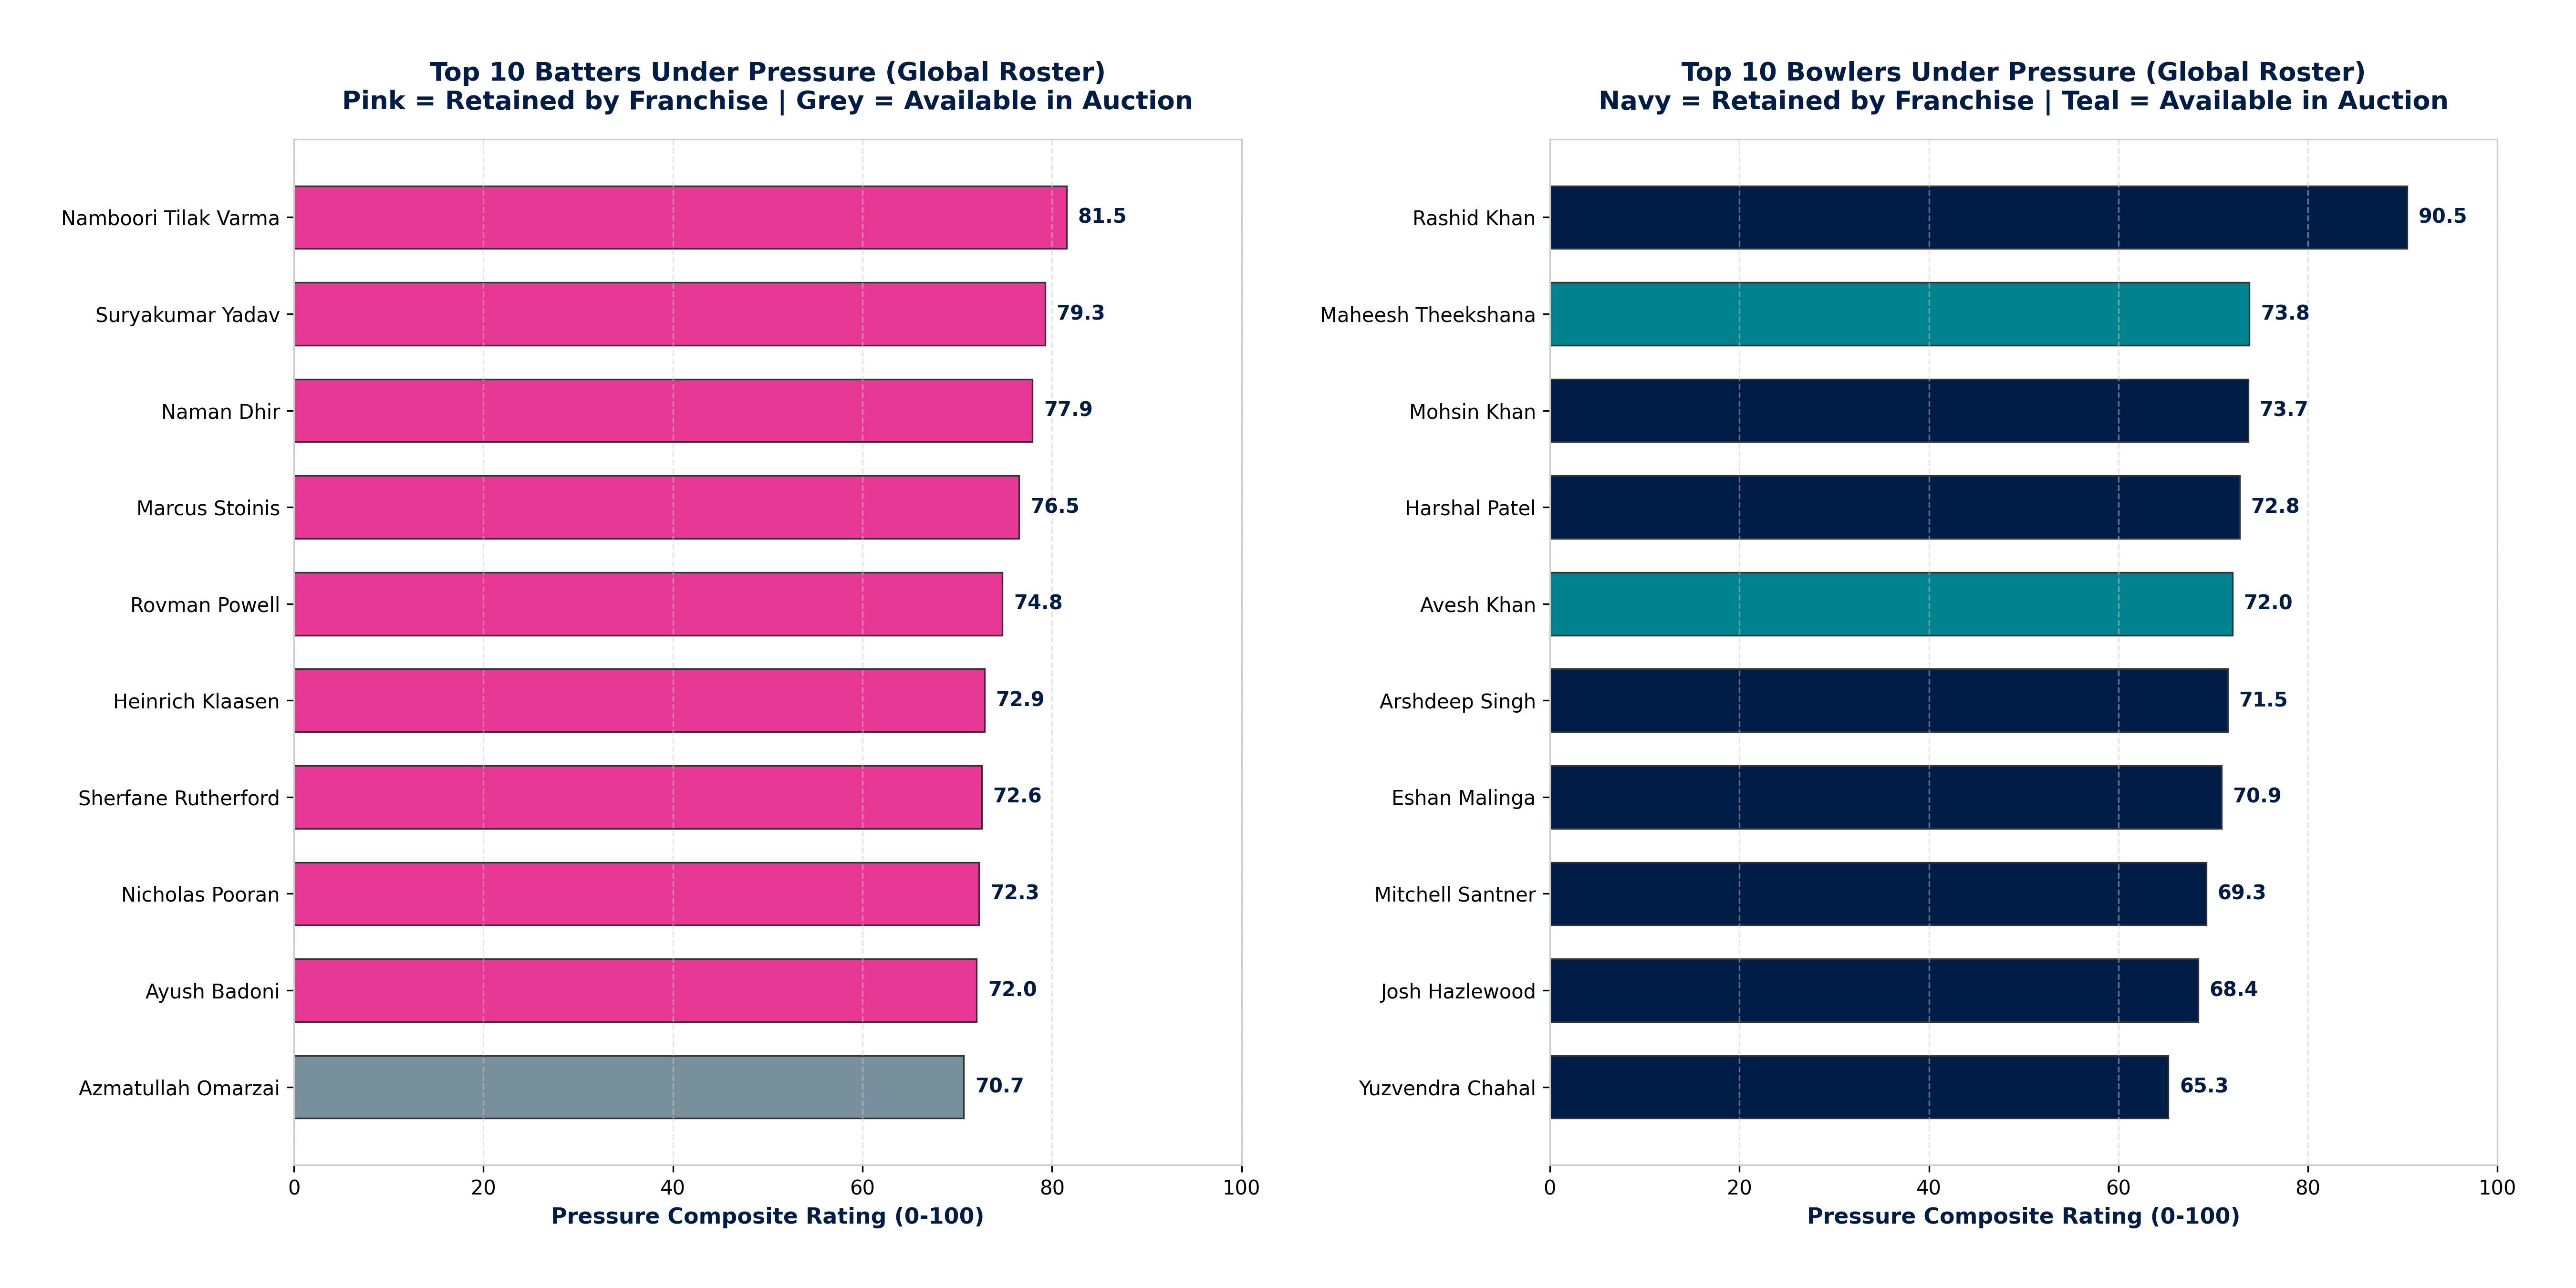 Top 10 Batters Under Pressure (Global Roster)
Pink = Retained by Franchise | Grey = Available in Auction
Namboori Tilak Varma 81.5
Suryakumar Yadav 79.3
Naman Dhir 77.9
Marcus Stoinis 76.5
Rovman Powell 74.8
Heinrich Klaasen 72.9
Sherfane Rutherford 72.6
Nicholas Pooran 72.3
Ayush Badoni 72.0
Azmatullah Omarzai 70.7
0 20 40 60 80 100
Pressure Composite Rating (0-100)
Top 10 Bowlers Under Pressure (Global Roster)
Navy = Retained by Franchise | Teal = Available in Auction
Rashid Khan 90.5
Maheesh Theekshana 73.8
Mohsin Khan 73.7
Harshal Patel 72.8
Avesh Khan 72.0
Arshdeep Singh 71.5
Eshan Malinga 70.9
Mitchell Santner 69.3
Josh Hazlewood 68.4
Yuzvendra Chahal 65.3
0 20 40 60 80 100
Pressure Composite Rating (0-100)